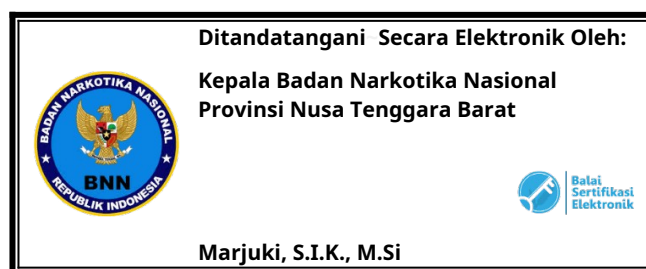 Ditandatangani Secara Elektronik Oleh:
Kepala Badan Narkotika Nasional
Provinsi Nusa Tenggara Barat
BADAN NARKOTIKA NASIONAL
BNN
REPUBLIK INDONESIA
Balai
Sertifikasi
Elektronik
Marjuki, S.I.K., M.Si